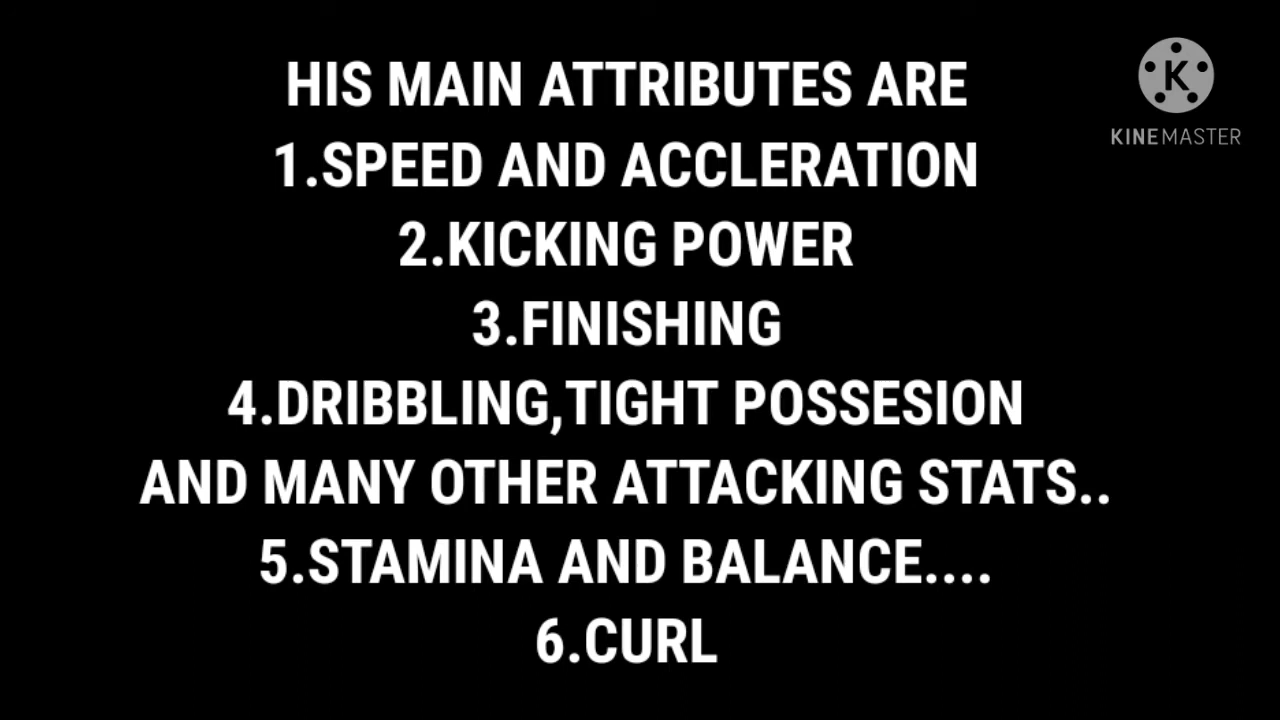 HIS MAIN ATTRIBUTES ARE
1.SPEED AND ACCLERATION
2.KICKING POWER
3.FINISHING
4.DRIBBLING,TIGHT POSSESION
AND MANY OTHER ATTACKING STATS..
5.STAMINA AND BALANCE....
6.CURL
K
KINEMASTER